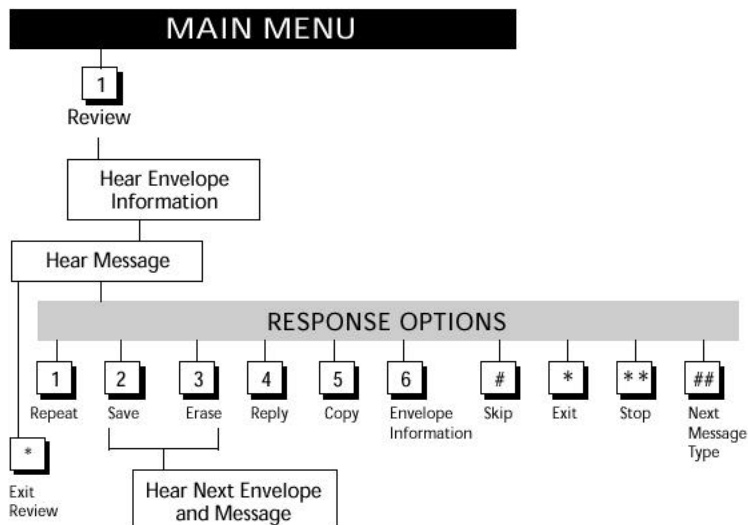 MAIN MENU
1
Review
Hear Envelope
Information
Hear Message
RESPONSE OPTIONS
1 2 3 4 5 6 # * ** ##
Repeat Save Erase Reply Copy Envelope Information Skip Exit Stop Next Message Type
*
Exit
Review
Hear Next Envelope
and Message